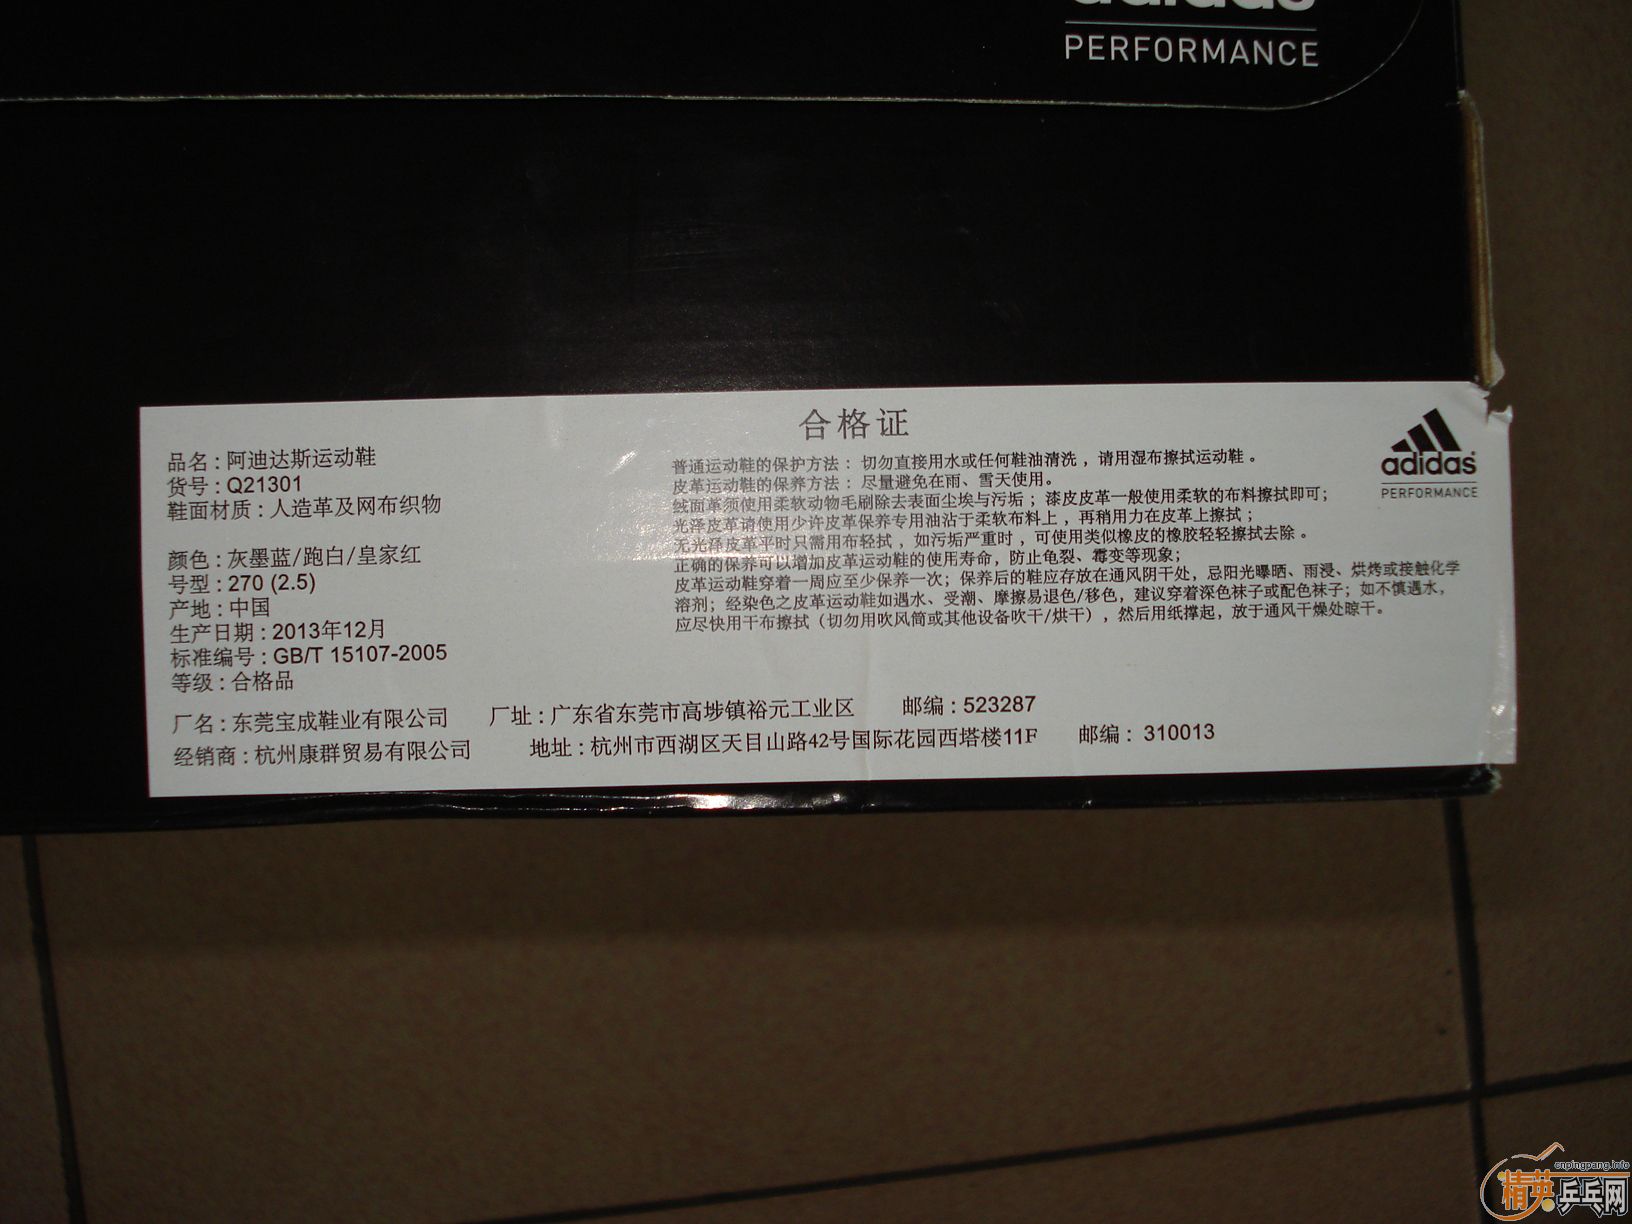 adidas
PERFORMANCE
合格证
adidas
PERFORMANCE
品名：阿迪达斯运动鞋
货号：Q21301
鞋面材质：人造革及网布织物
颜色：灰墨蓝/跑白/皇家红
号型：270 (2.5)
产地：中国
生产日期：2013年12月
标准编号：GB/T 15107-2005
等级：合格品
普通运动鞋的保护方法：切勿直接用水或任何鞋油清洗，请用湿布擦拭运动鞋。
皮革运动鞋的保养方法：尽量避免在雨、雪天使用。
绒面革须使用柔软动物毛刷除去表面尘埃与污垢；漆皮皮革一般使用柔软的布料擦拭即可；
光泽皮革请使用少许皮革保养专用油沾于柔软布料上，再稍用力在皮革上擦拭；
无光泽皮革平时只需用布轻拭，如污垢严重时，可使用类似橡皮的橡胶轻轻擦拭去除。
正确的保养可以增加皮革运动鞋的使用寿命，防止龟裂、霉变等现象；
皮革运动鞋穿着一周应至少保养一次；保养后的鞋应存放在通风阴干处，忌阳光曝晒、雨浸、烘烤或接触化学
溶剂；经染色之皮革运动鞋如遇水、受潮、摩擦易退色/移色，建议穿着深色袜子或配色袜子；如不慎遇水，
应尽快用干布擦拭（切勿用吹风筒或其他设备吹干/烘干），然后用纸撑起，放于通风干燥处晾干。
厂名：东莞宝成鞋业有限公司 厂址：广东省东莞市高埗镇裕元工业区 邮编：523287
经销商：杭州康群贸易有限公司 地址：杭州市西湖区天目山路42号国际花园西塔楼11F 邮编：310013
cnpingpang.info
精英乒乓网